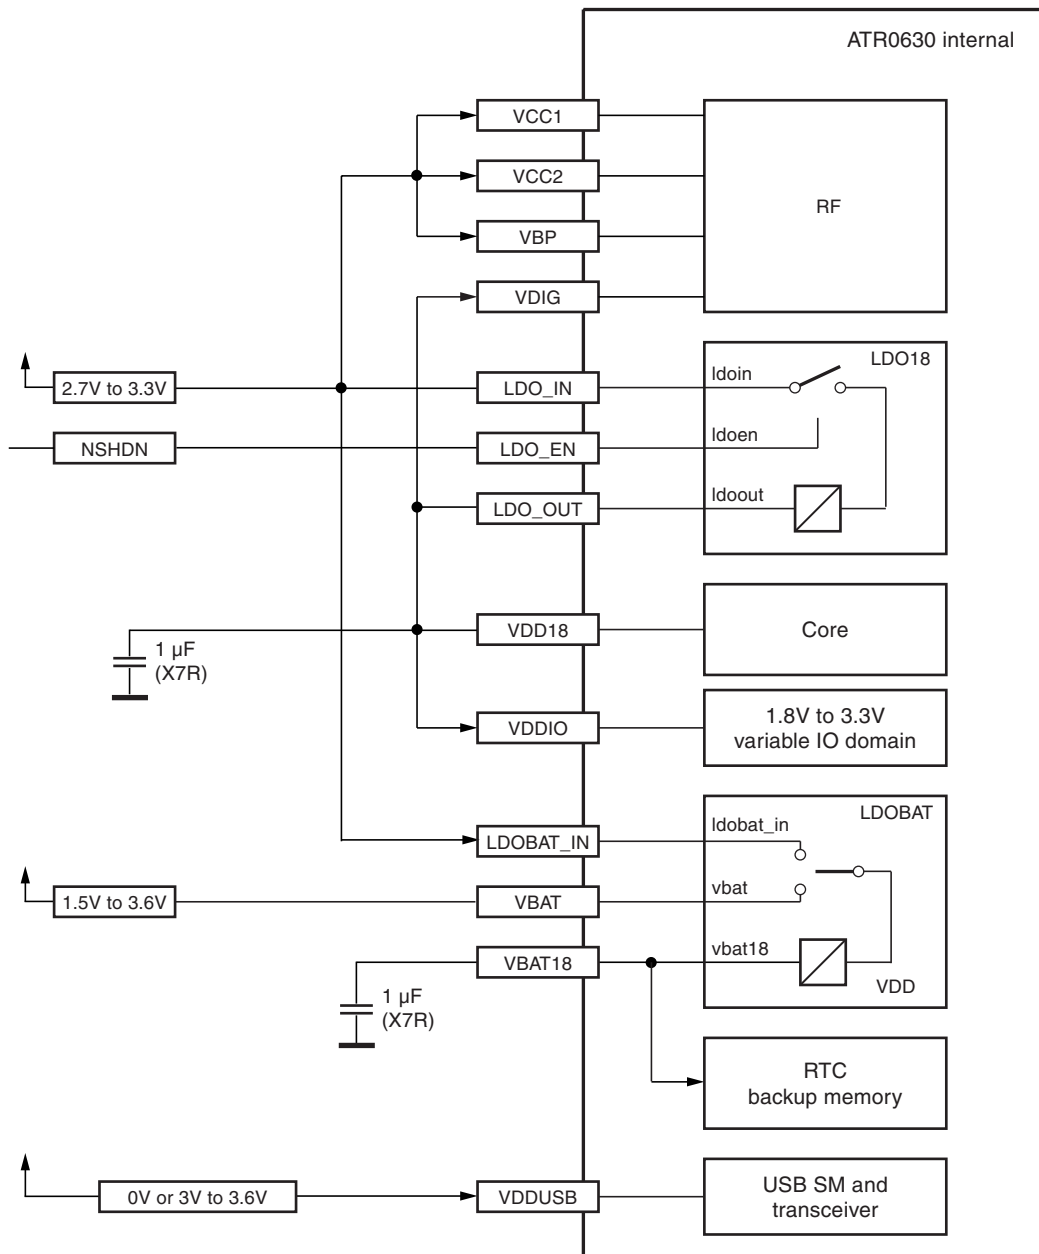 ATR0630 internal
VCC1
VCC2
RF
VBP
VDIG
LDO18
2.7V to 3.3V
LDO_IN
ldoin
NSHDN
LDO_EN
ldoen
LDO_OUT
ldoout
VDD18
Core
1 µF
(X7R)
VDDIO
1.8V to 3.3V
variable IO domain
LDOBAT
LDOBAT_IN
ldobat_in
1.5V to 3.6V
VBAT
vbat
VBAT18
vbat18
VDD
1 µF
(X7R)
RTC
backup memory
0V or 3V to 3.6V
VDDUSB
USB SM and
transceiver